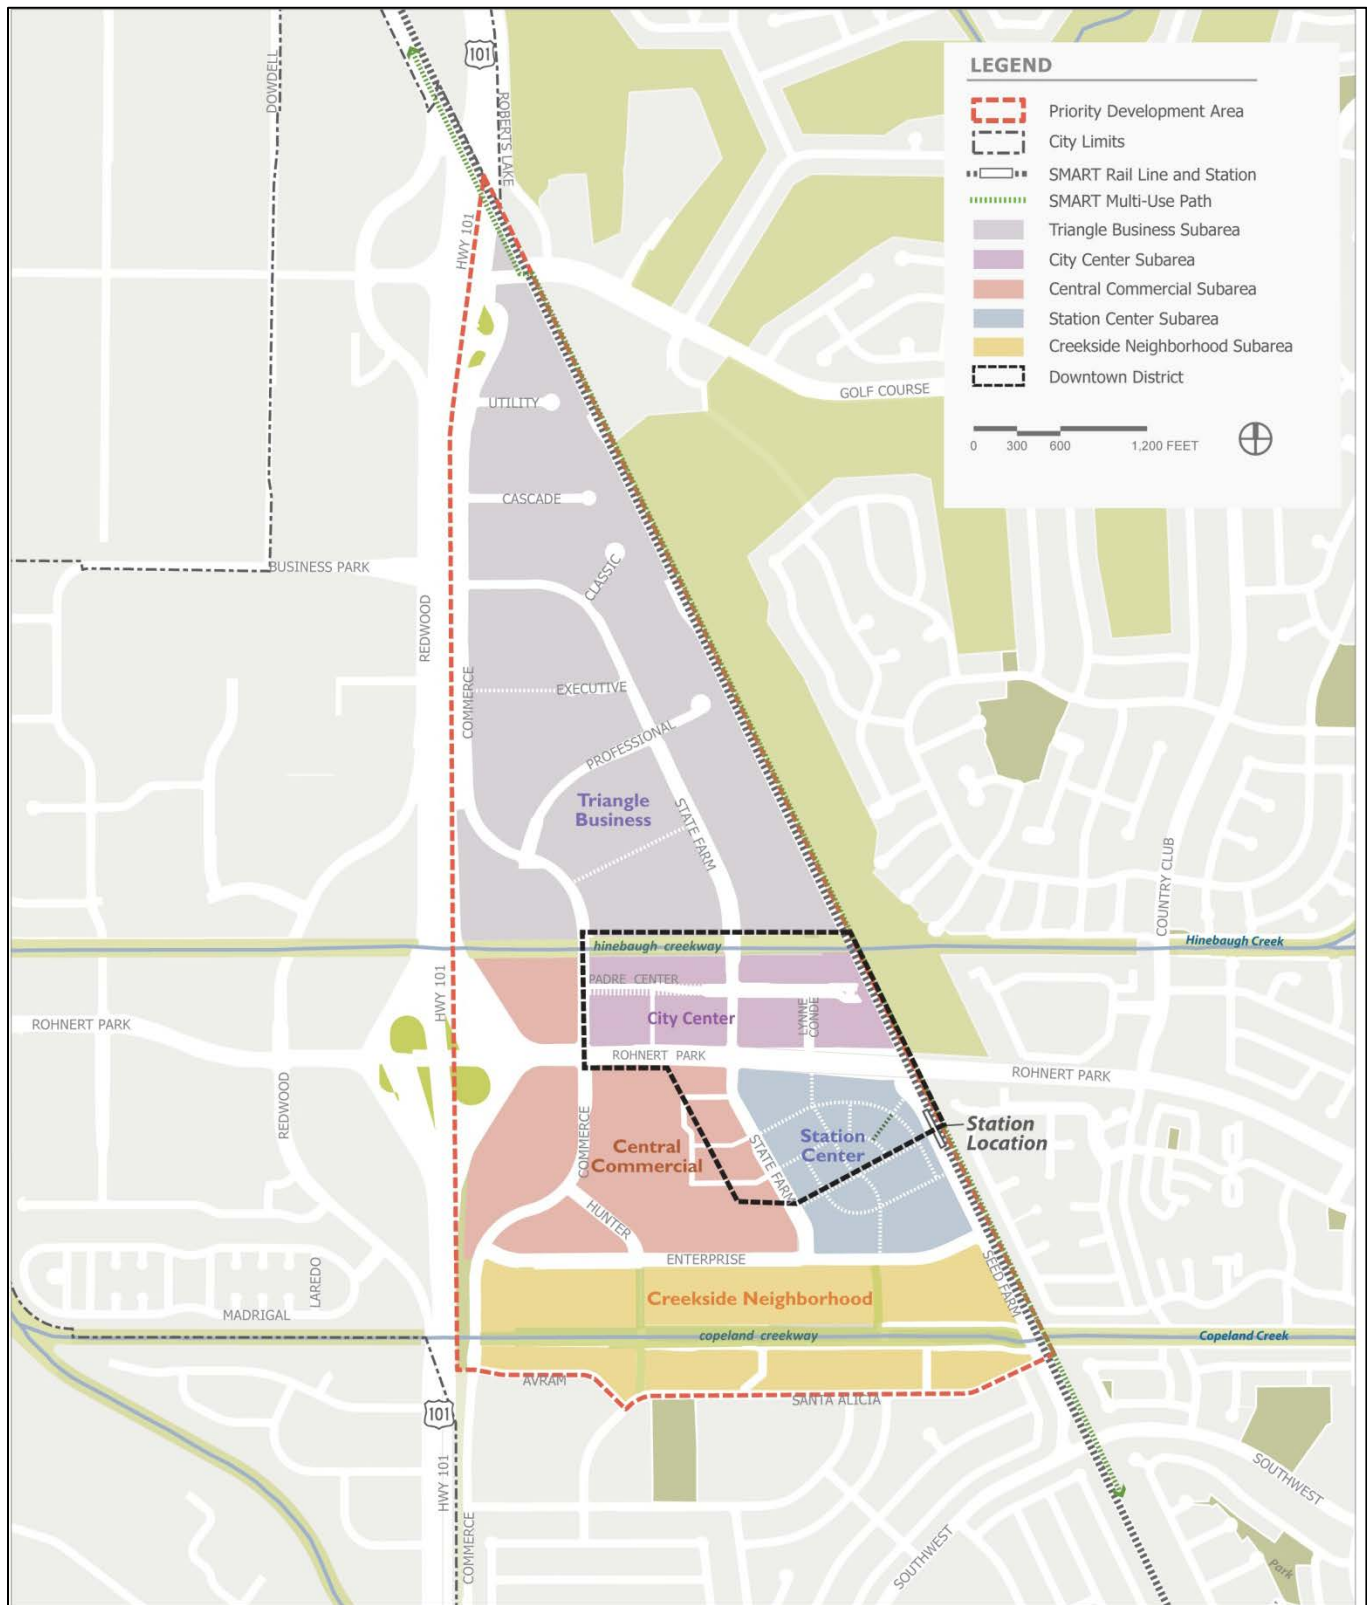 101
DOWDELL
ROBERTS LAKE
HWY 101
LEGEND
Priority Development Area
City Limits
SMART Rail Line and Station
SMART Multi-Use Path
Triangle Business Subarea
City Center Subarea
Central Commercial Subarea
Station Center Subarea
Creekside Neighborhood Subarea
Downtown District
0 300 600 1,200 FEET
GOLF COURSE
UTILITY
CASCADE
BUSINESS PARK
CLASSIC
REDWOOD
COMMERCE
EXECUTIVE
PROFESSIONAL
Triangle
Business
STATE FARM
COUNTRY CLUB
hinebaugh creekway
Hinebaugh Creek
PADRE CENTER
HWY 101
LYNNE
CONDE
City Center
ROHNERT PARK
ROHNERT PARK
ROHNERT PARK
REDWOOD
COMMERCE
Station
Location
Station
Center
Central
Commercial
STATE FARM
HUNTER
ENTERPRISE
SEED FARM
LAREDO
MADRIGAL
Creekside Neighborhood
copeland creekway
Copeland Creek
AVRAM
SANTA ALICIA
101
HWY 101
COMMERCE
SOUTHWEST
SOUTHWEST
Park